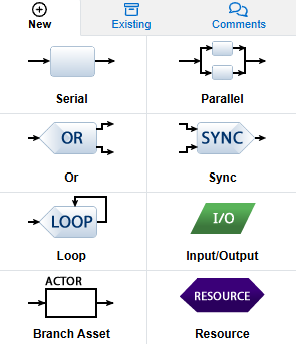 New Existing Comments
Serial Parallel
OR SYNC
Or Sync
LOOP I/O
Loop Input/Output
ACTOR
RESOURCE
Branch Asset Resource